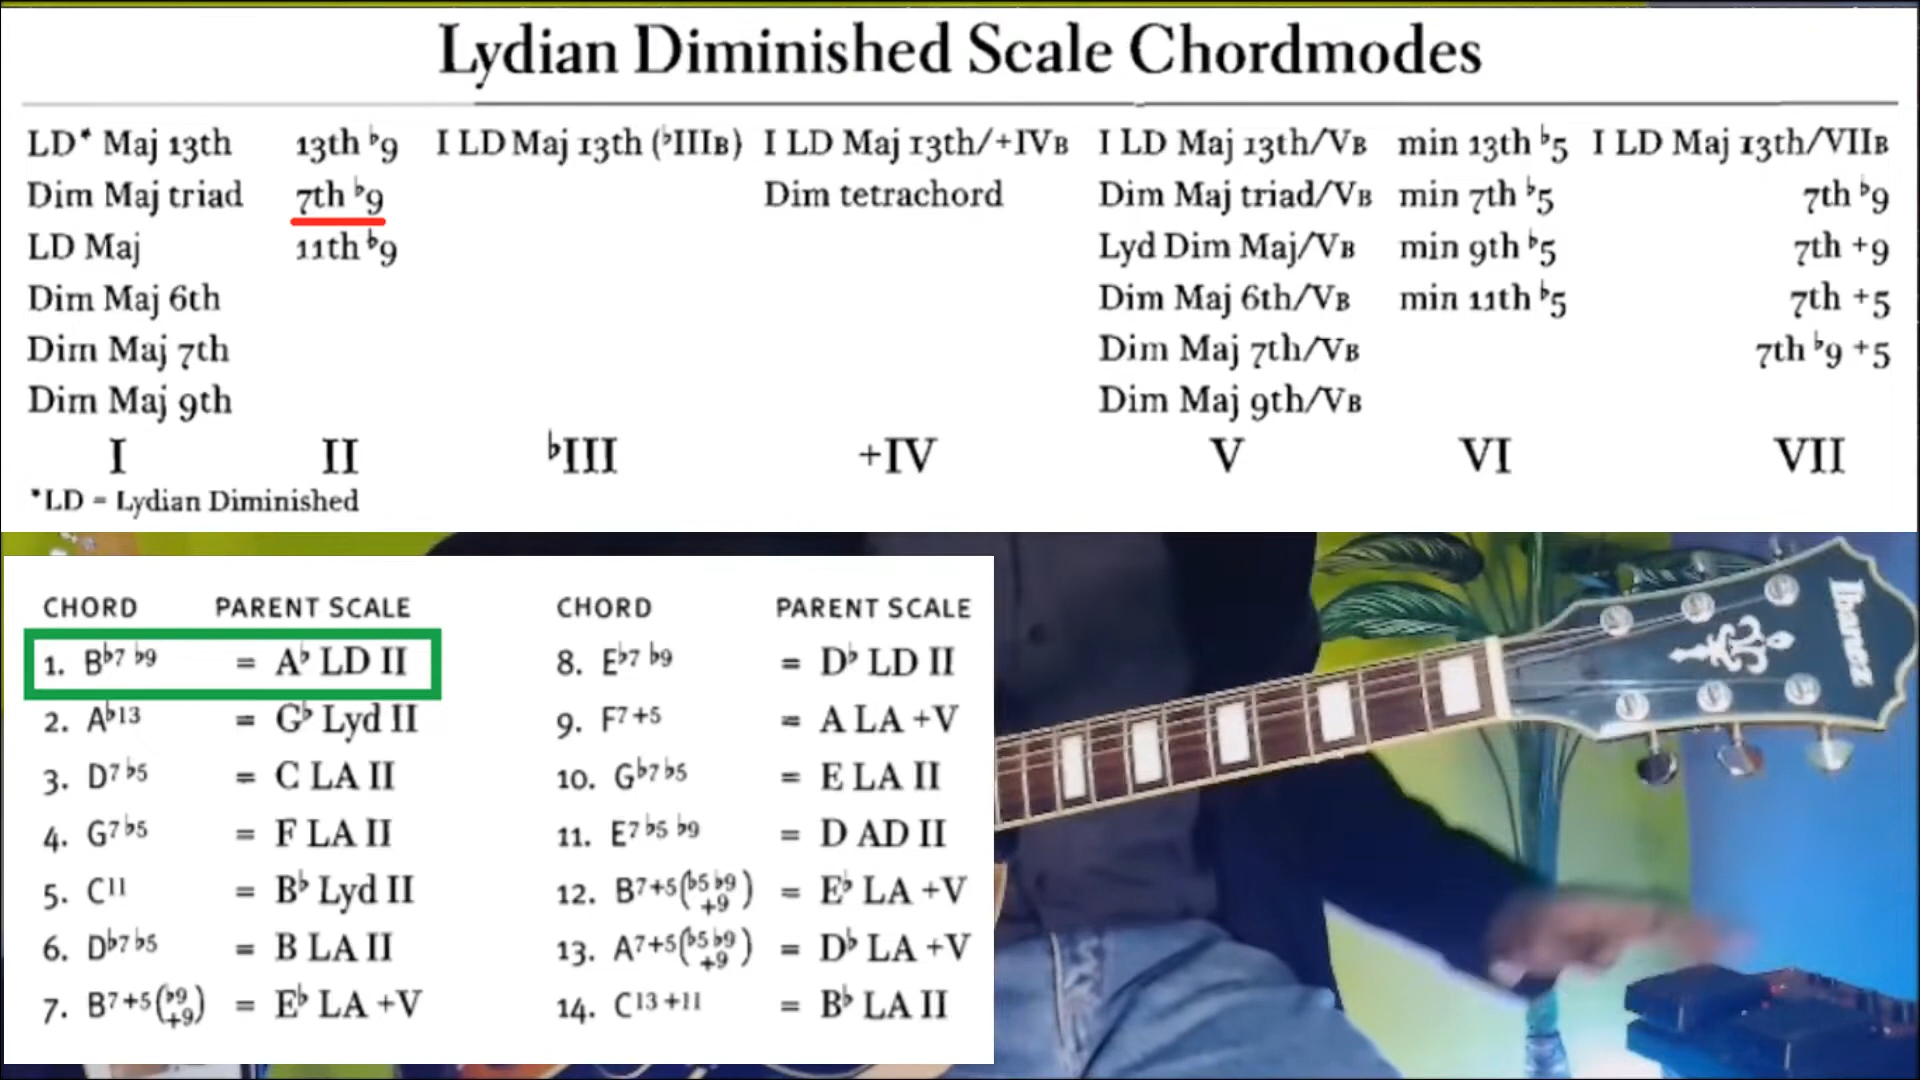 Lydian Diminished Scale Chordmodes
LD* Maj 13th 13th ♭9 I LD Maj 13th (♭IIIB) I LD Maj 13th/+IVB I LD Maj 13th/VB min 13th ♭5 I LD Maj 13th/VIIB
Dim Maj triad 7th ♭9 Dim tetrachord Dim Maj triad/VB min 7th ♭5 7th ♭9
LD Maj 11th ♭9 Lyd Dim Maj/VB min 9th ♭5 7th +9
Dim Maj 6th Dim Maj 6th/VB min 11th ♭5 7th +5
Dim Maj 7th Dim Maj 7th/VB 7th ♭9 +5
Dim Maj 9th Dim Maj 9th/VB
I II ♭III +IV V VI VII
*LD = Lydian Diminished
CHORD PARENT SCALE
1. B♭7 ♭9 = A♭ LD II
2. A♭13 = G♭ Lyd II
3. D7 ♭5 = C LA II
4. G7 ♭5 = F LA II
5. C11 = B♭ Lyd II
6. D♭7 ♭5 = B LA II
7. B7+5(♭9 +9) = E♭ LA +V
CHORD PARENT SCALE
8. E♭7 ♭9 = D♭ LD II
9. F7+5 = A LA +V
10. G♭7 ♭5 = E LA II
11. E7 ♭5 ♭9 = D AD II
12. B7+5(♭5 ♭9 +9) = E♭ LA +V
13. A7+5(♭5 ♭9 +9) = D♭ LA +V
14. C13 +11 = B♭ LA II
Ibanez